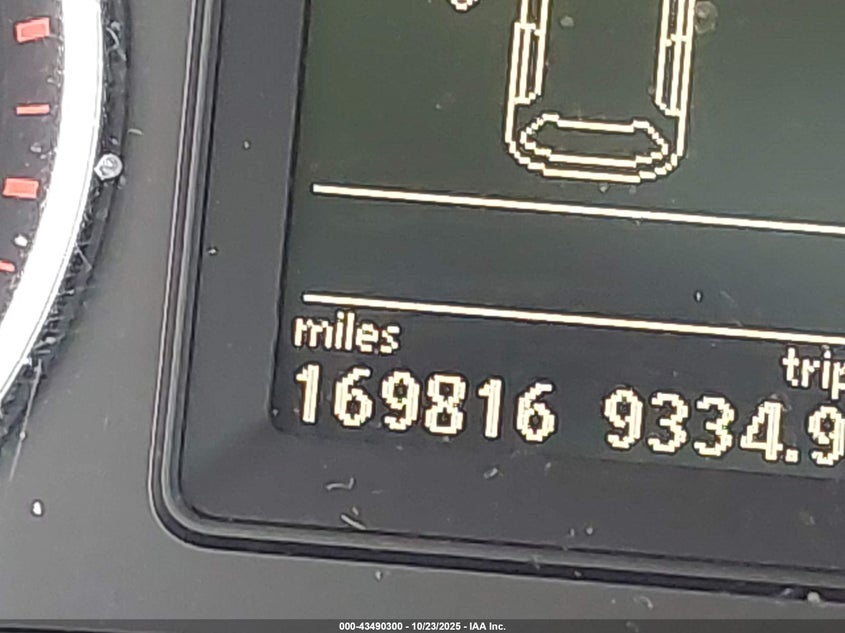 miles
trip
169816 9334.9
000-43490300 - 10/23/2025 - IAA Inc.